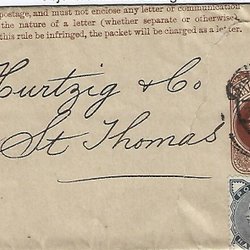 postage, and must not enclose any letter or communication
the nature of a letter (whether separate or otherwise).
this rule be infringed, the packet will be charged as a letter.
Hurtzig & Co
St Thomas